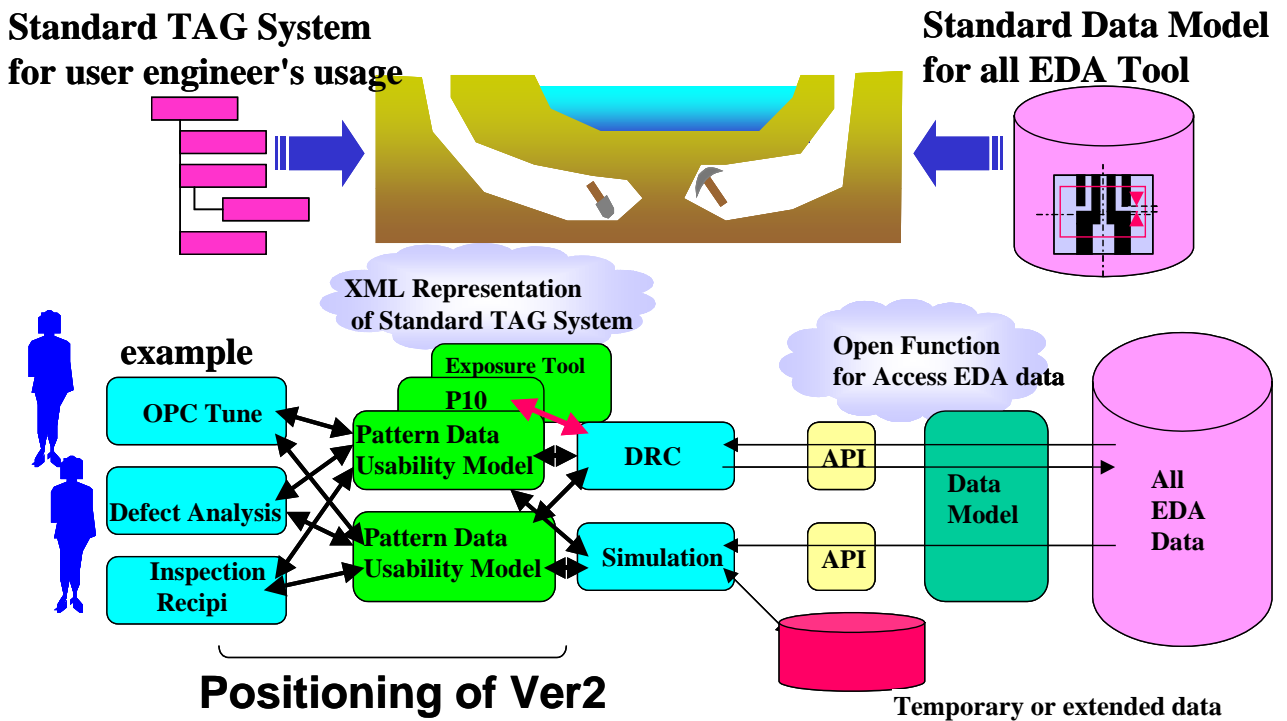 Standard TAG System
for user engineer's usage
Standard Data Model
for all EDA Tool
XML Representation
of Standard TAG System
example
Open Function
for Access EDA data
Exposure Tool
P10
OPC Tune
Pattern Data
Usability Model
DRC
API
Defect Analysis
Data
Model
All
EDA
Data
Pattern Data
Usability Model
Simulation
API
Inspection
Recipi
Positioning of Ver2
Temporary or extended data